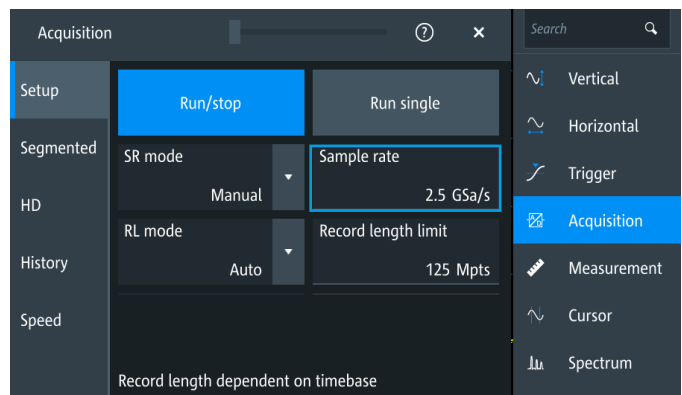 Acquisition
?
Setup
Segmented
HD
History
Speed
Run/stop
Run single
SR mode
Manual
Sample rate
2.5 GSa/s
RL mode
Auto
Record length limit
125 Mpts
Record length dependent on timebase
Search
Vertical
Horizontal
Trigger
Acquisition
Measurement
Cursor
Spectrum